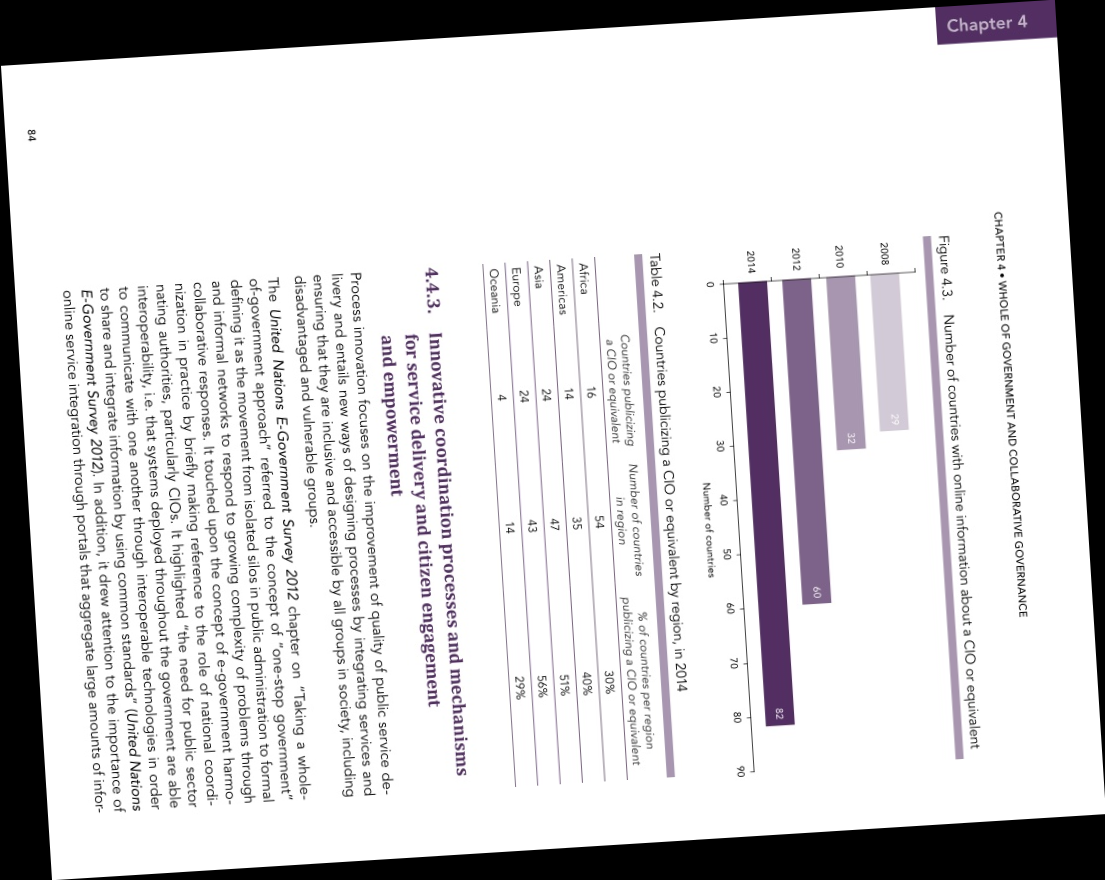 Chapter 4
CHAPTER 4 • WHOLE OF GOVERNMENT AND COLLABORATIVE GOVERNANCE
Figure 4.3. Number of countries with online information about a CIO or equivalent
2008 29
2010 32
2012 60
2014 82
0 10 20 30 40 50 60 70 80 90
Number of countries
Table 4.2. Countries publicizing a CIO or equivalent by region, in 2014
Countries publicizing a CIO or equivalent Number of countries in region % of countries per region publicizing a CIO or equivalent
Africa 16 54 30%
Americas 14 35 40%
Asia 24 47 51%
Europe 24 43 56%
Oceania 4 14 29%
4.4.3. Innovative coordination processes and mechanisms
for service delivery and citizen engagement
and empowerment
Process innovation focuses on the improvement of quality of public service de-
livery and entails new ways of designing processes by integrating services and
ensuring that they are inclusive and accessible by all groups in society, including
disadvantaged and vulnerable groups.
The United Nations E-Government Survey 2012 chapter on “Taking a whole-
of-government approach” referred to the concept of “one-stop government”
defining it as the movement from isolated silos in public administration to formal
and informal networks to respond to growing complexity of problems through
collaborative responses. It touched upon the concept of e-government harmo-
nization in practice by briefly making reference to the role of national coordi-
nating authorities, particularly CIOs. It highlighted “the need for public sector
interoperability, i.e. that systems deployed throughout the government are able
to communicate with one another through interoperable technologies in order
to share and integrate information by using common standards” (United Nations
E-Government Survey 2012). In addition, it drew attention to the importance of
online service integration through portals that aggregate large amounts of infor-
84